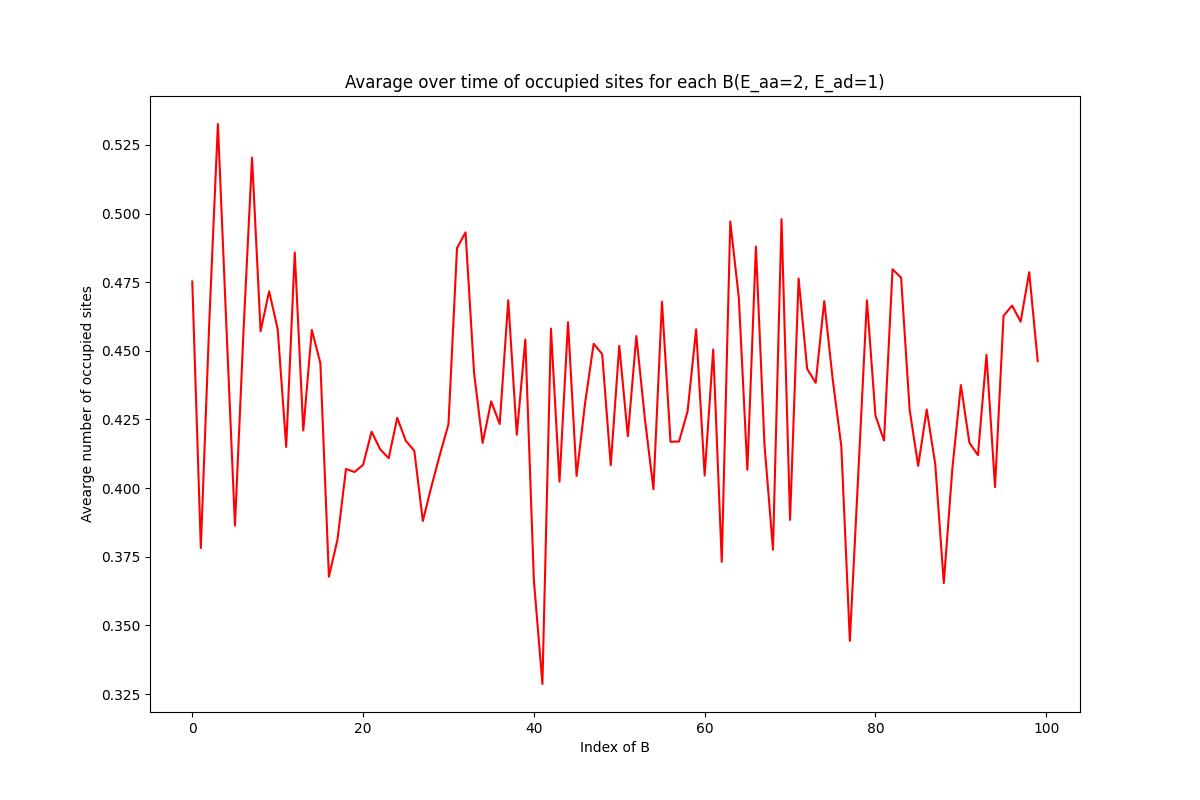 Avarage over time of occupied sites for each B(E_aa=2, E_ad=1)
Avearge number of occupied sites
0.525
0.500
0.475
0.450
0.425
0.400
0.375
0.350
0.325
0 20 40 60 80 100
Index of B